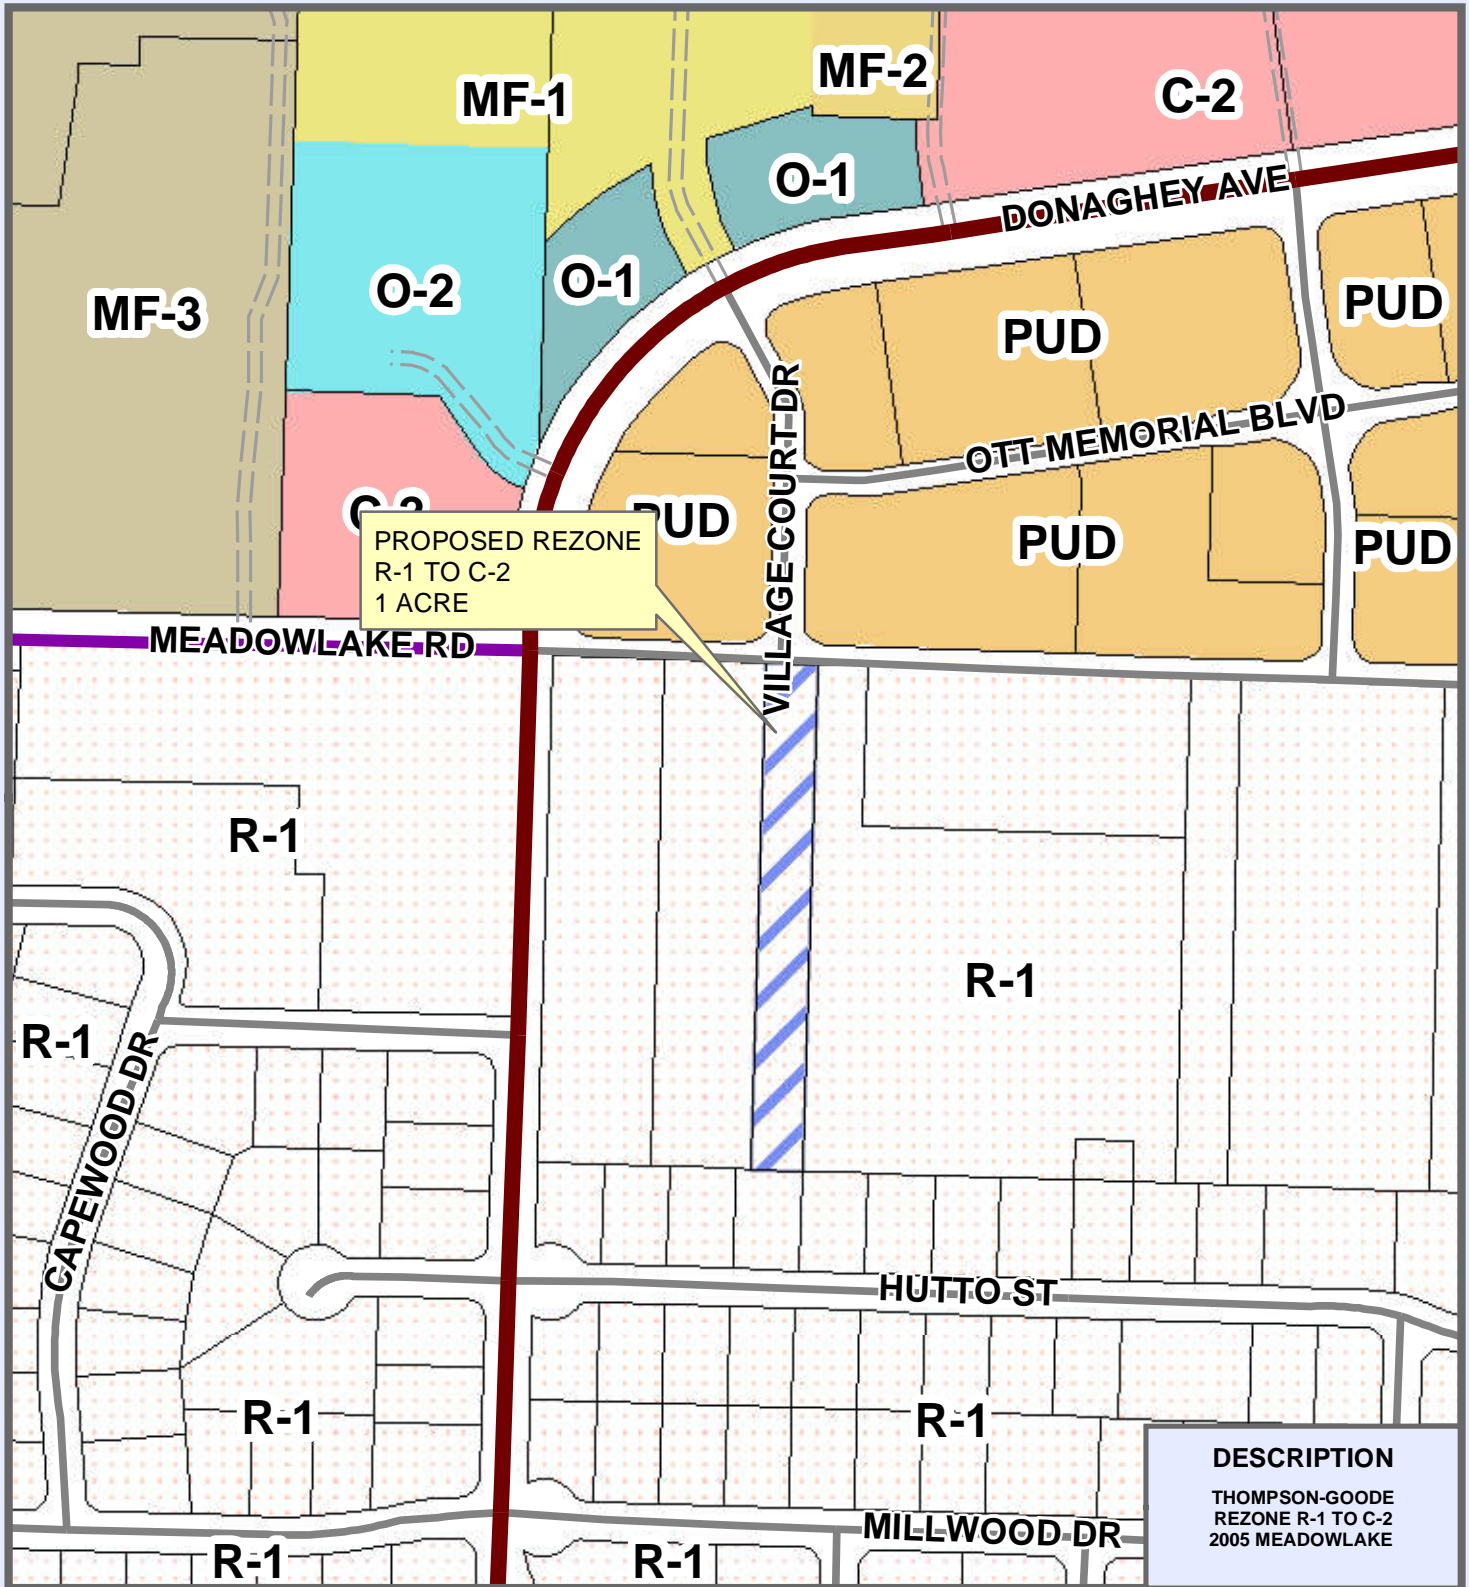 MF-1
MF-2
C-2
O-1
DONAGHEY AVE
MF-3
O-2
O-1
PUD
PUD
VILLAGE COURT DR
OTT MEMORIAL BLVD
PUD
PUD
PUD
PROPOSED REZONE
R-1 TO C-2
1 ACRE
MEADOWLAKE RD
R-1
R-1
R-1
CAPEWOOD DR
HUTTO ST
R-1
R-1
MILLWOOD DR
R-1
R-1
DESCRIPTION
THOMPSON-GOODE
REZONE R-1 TO C-2
2005 MEADOWLAKE